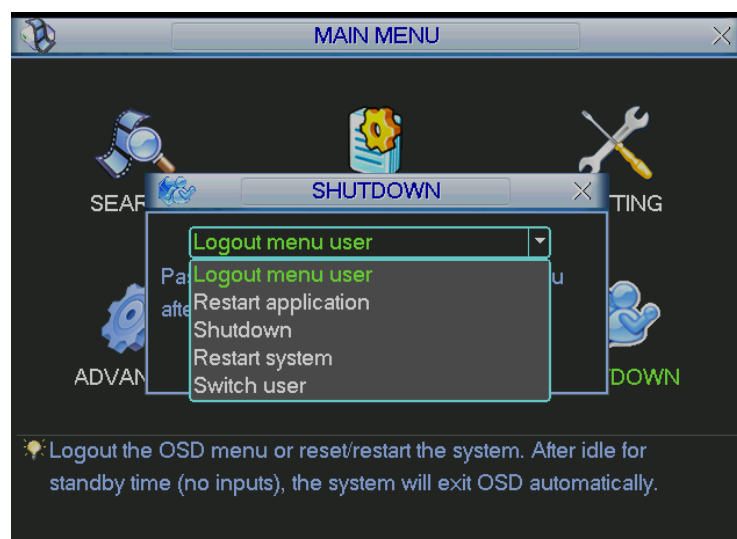 MAIN MENU
SHUTDOWN
SEAR
TING
Logout menu user
Logout menu user
Restart application
Shutdown
Restart system
Switch user
Pa
u
afte
ADVAN
DOWN
Logout the OSD menu or reset/restart the system. After idle for
standby time (no inputs), the system will exit OSD automatically.